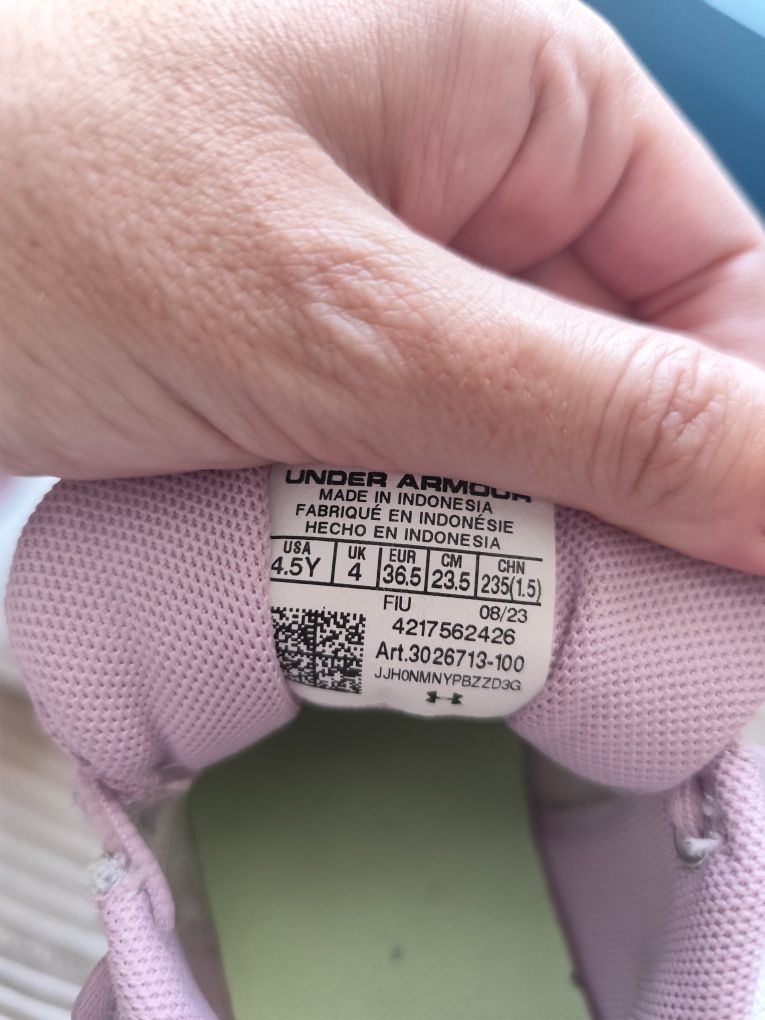 UNDER ARMOUR
MADE IN INDONESIA
FABRIQUÉ EN INDONÉSIE
HECHO EN INDONESIA
USA UK EUR CM CHN
4.5Y 4 36.5 23.5 235(1.5)
FIU 08/23
4217562426
Art.3026713-100
JJH0NMNYPBZZD3G